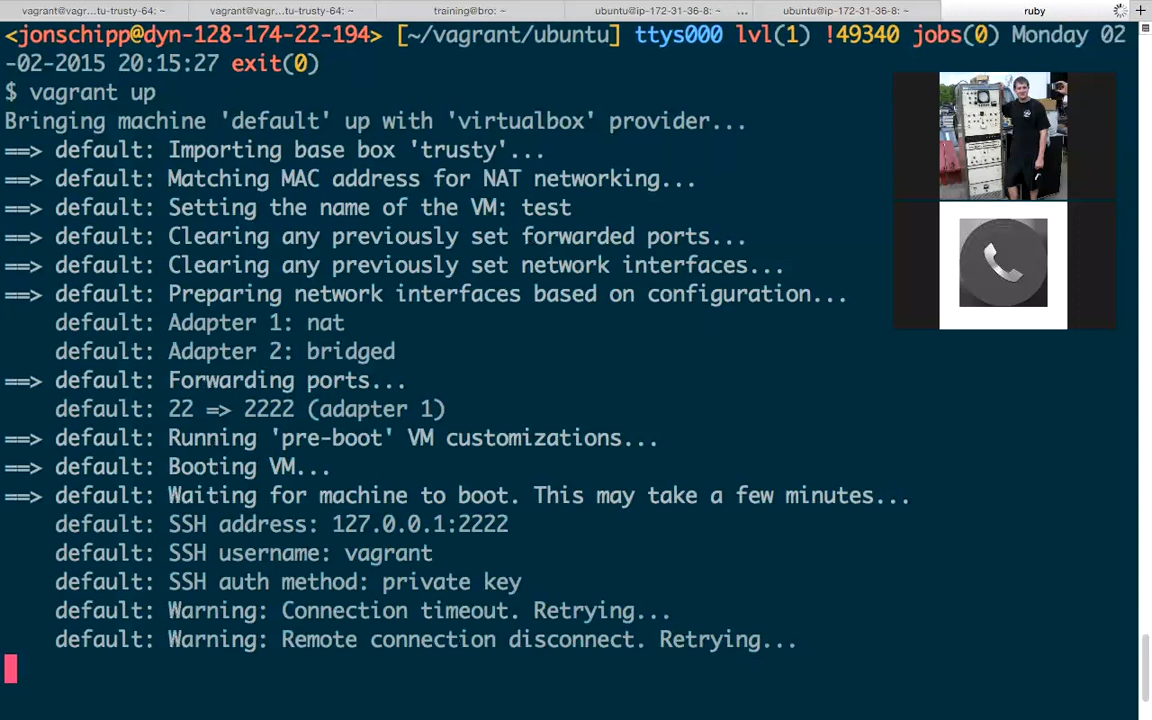 vagrant@vagr...tu-trusty-64: ~
vagrant@vagr...tu-trusty-64: ~
training@bro: ~
ubuntu@ip-172-31-36-8: ~
...
ubuntu@ip-172-31-36-8: ~
ruby
<jonschipp@dyn-128-174-22-194> [~/vagrant/ubuntu] ttys000 lvl(1) !49340 jobs(0) Monday 02
-02-2015 20:15:27 exit(0)
$ vagrant up
Bringing machine 'default' up with 'virtualbox' provider...
==> default: Importing base box 'trusty'...
==> default: Matching MAC address for NAT networking...
==> default: Setting the name of the VM: test
==> default: Clearing any previously set forwarded ports...
==> default: Clearing any previously set network interfaces...
==> default: Preparing network interfaces based on configuration...
default: Adapter 1: nat
default: Adapter 2: bridged
==> default: Forwarding ports...
default: 22 => 2222 (adapter 1)
==> default: Running 'pre-boot' VM customizations...
==> default: Booting VM...
==> default: Waiting for machine to boot. This may take a few minutes...
default: SSH address: 127.0.0.1:2222
default: SSH username: vagrant
default: SSH auth method: private key
default: Warning: Connection timeout. Retrying...
default: Warning: Remote connection disconnect. Retrying...